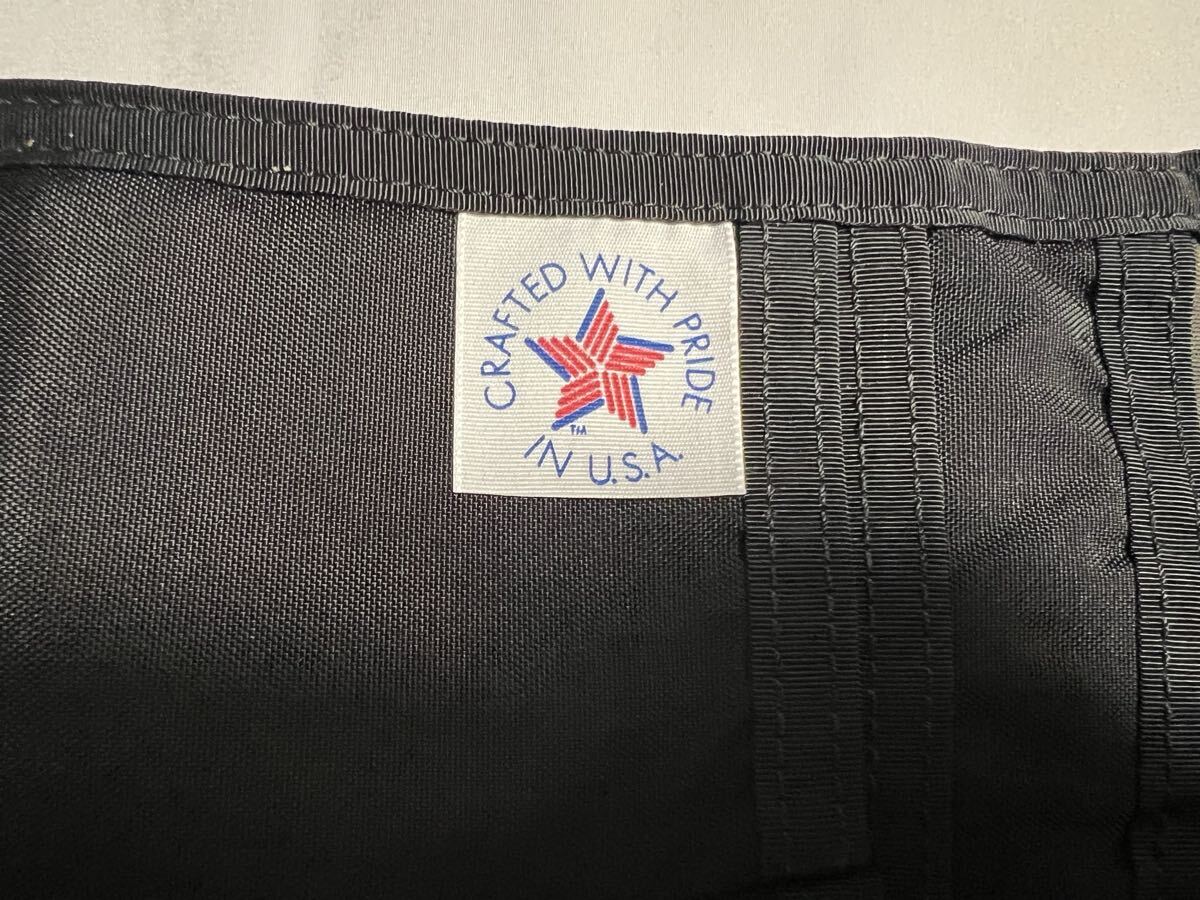 CRAFTED WITH PRIDE
TM
IN U.S.A.